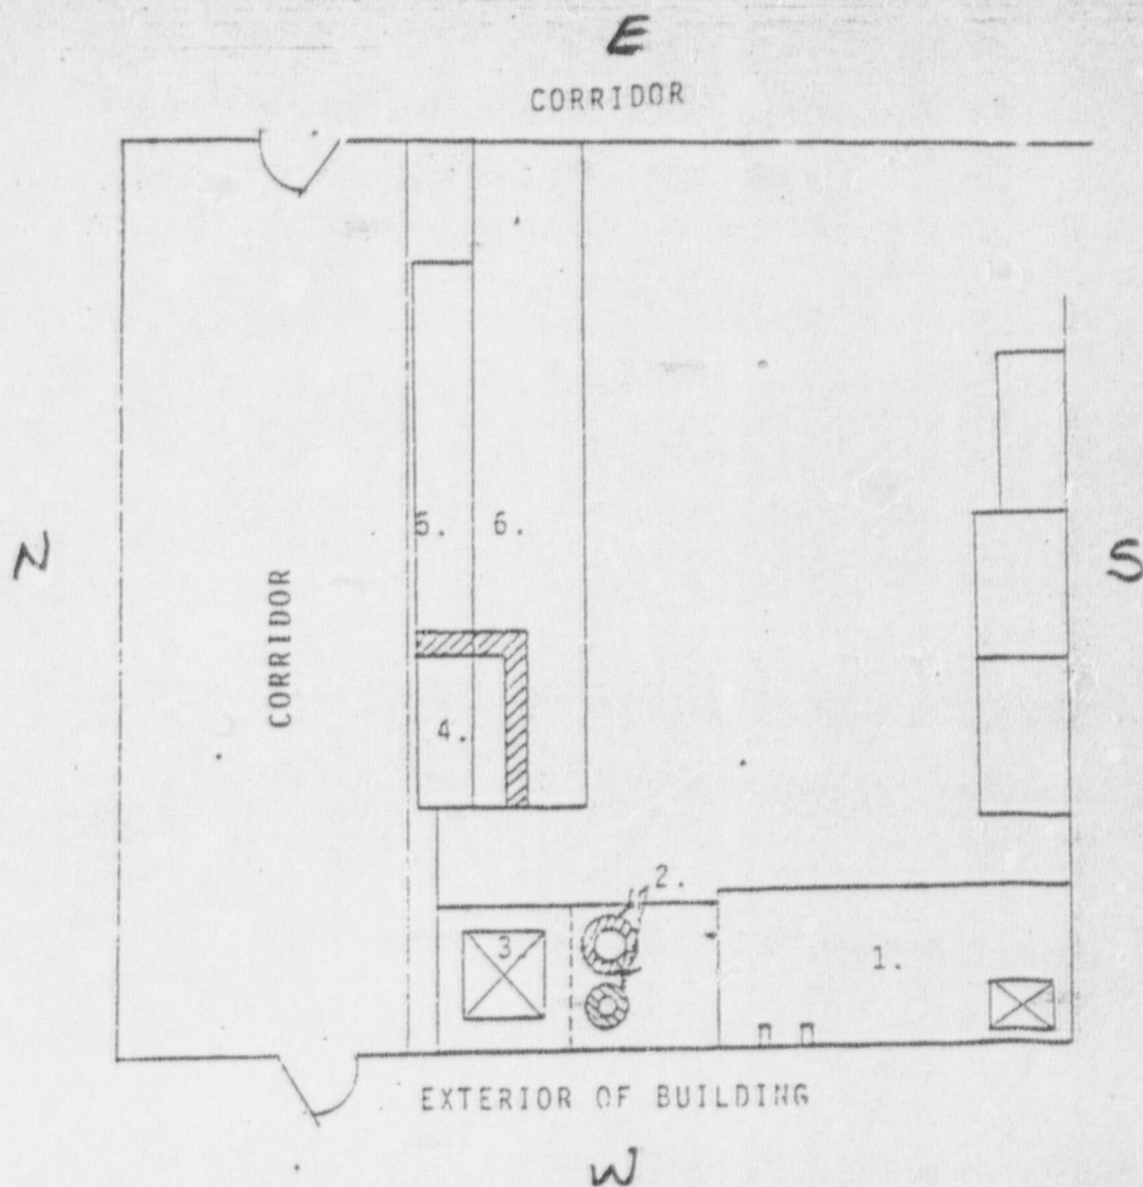 E
CORRIDOR
5. 6.
N
S
CORRIDOR
4.
2.
3.
1.
EXTERIOR OF BUILDING
W